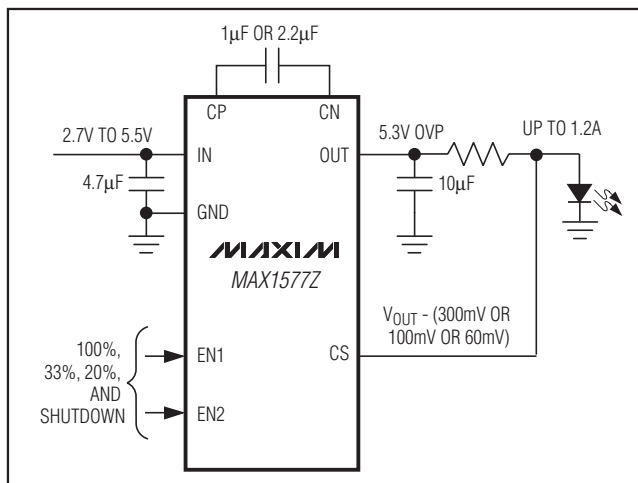 1μF OR 2.2μF
CP
CN
2.7V TO 5.5V
IN
OUT
5.3V OVP
UP TO 1.2A
4.7μF
10μF
GND
MAXIM
MAX1577Z
VOUT - (300mV OR
100mV OR 60mV)
100%,
33%, 20%,
AND
SHUTDOWN
EN1
EN2
CS